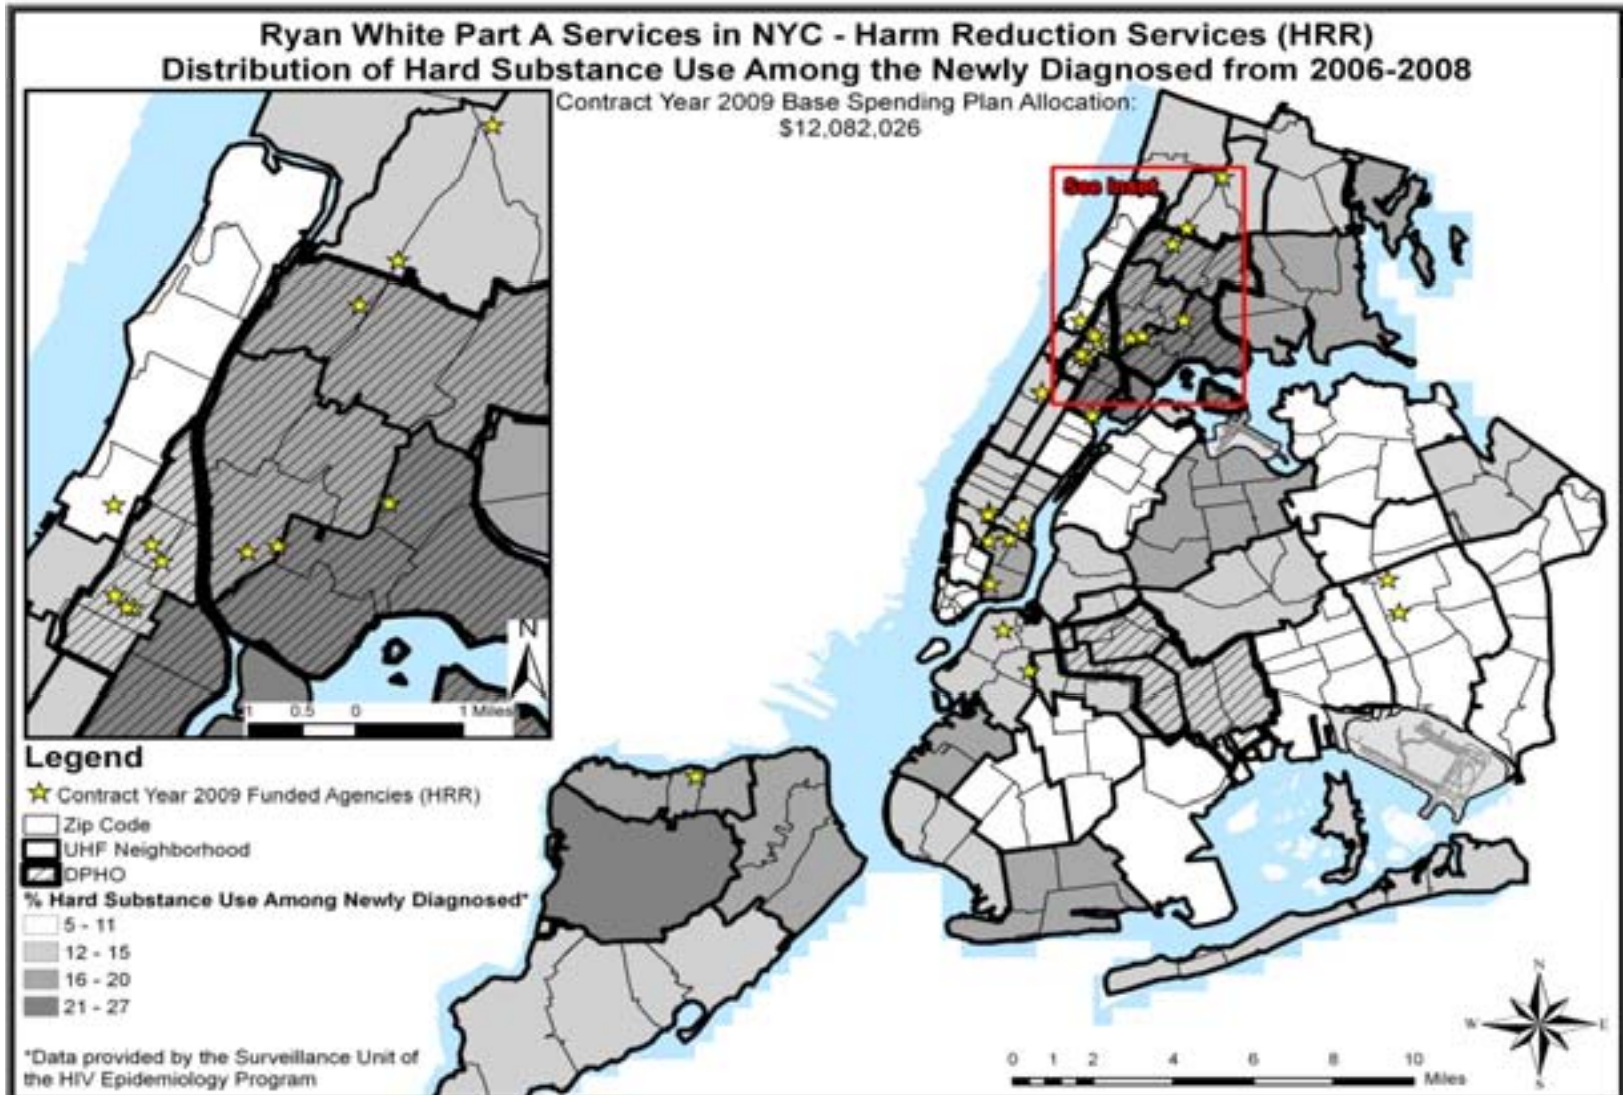 Ryan White Part A Services in NYC - Harm Reduction Services (HRR)
Distribution of Hard Substance Use Among the Newly Diagnosed from 2006-2008
Contract Year 2009 Base Spending Plan Allocation:
$12,082,026
See Inset
N
1 0.5 0 1 Miles
Legend
Contract Year 2009 Funded Agencies (HRR)
Zip Code
UHF Neighborhood
DPHO
% Hard Substance Use Among Newly Diagnosed*
5 - 11
12 - 15
16 - 20
21 - 27
*Data provided by the Surveillance Unit of
the HIV Epidemiology Program
N
W E
S
0 1 2 4 6 8 10
Miles